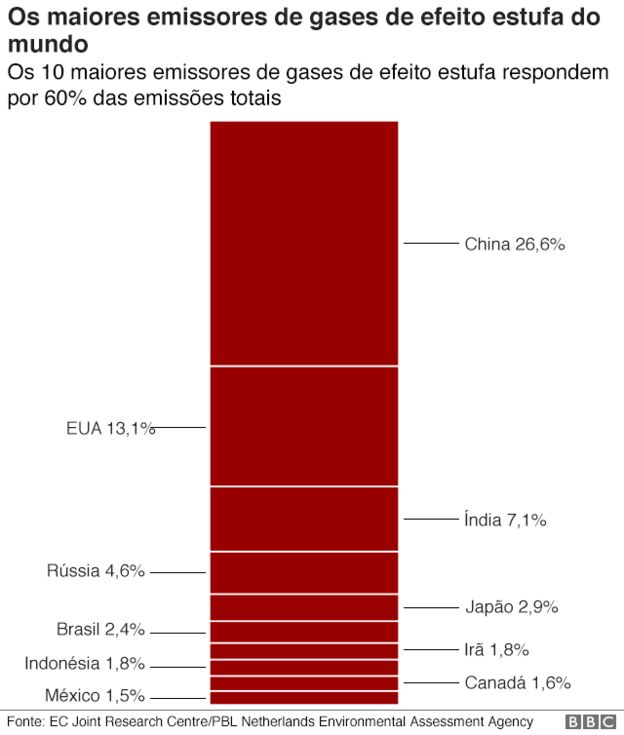 Os maiores emissores de gases de efeito estufa do
mundo
Os 10 maiores emissores de gases de efeito estufa respondem
por 60% das emissões totais
China 26,6%
EUA 13,1%
Índia 7,1%
Rússia 4,6%
Japão 2,9%
Brasil 2,4%
Irã 1,8%
Indonésia 1,8%
Canadá 1,6%
México 1,5%
Fonte: EC Joint Research Centre/PBL Netherlands Environmental Assessment Agency
BBC